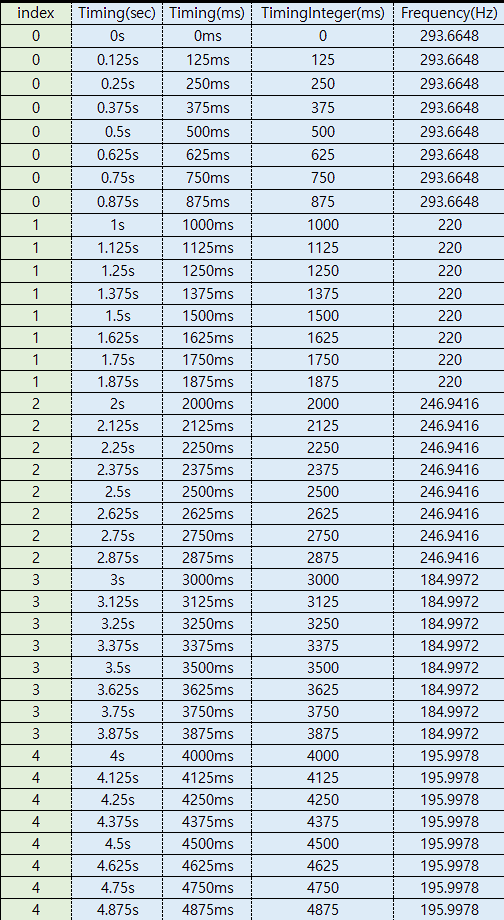 index Timing(sec) Timing(ms) TimingInteger(ms) Frequency(Hz)
0 0s 0ms 0 293.6648
0 0.125s 125ms 125 293.6648
0 0.25s 250ms 250 293.6648
0 0.375s 375ms 375 293.6648
0 0.5s 500ms 500 293.6648
0 0.625s 625ms 625 293.6648
0 0.75s 750ms 750 293.6648
0 0.875s 875ms 875 293.6648
1 1s 1000ms 1000 220
1 1.125s 1125ms 1125 220
1 1.25s 1250ms 1250 220
1 1.375s 1375ms 1375 220
1 1.5s 1500ms 1500 220
1 1.625s 1625ms 1625 220
1 1.75s 1750ms 1750 220
1 1.875s 1875ms 1875 220
2 2s 2000ms 2000 246.9416
2 2.125s 2125ms 2125 246.9416
2 2.25s 2250ms 2250 246.9416
2 2.375s 2375ms 2375 246.9416
2 2.5s 2500ms 2500 246.9416
2 2.625s 2625ms 2625 246.9416
2 2.75s 2750ms 2750 246.9416
2 2.875s 2875ms 2875 246.9416
3 3s 3000ms 3000 184.9972
3 3.125s 3125ms 3125 184.9972
3 3.25s 3250ms 3250 184.9972
3 3.375s 3375ms 3375 184.9972
3 3.5s 3500ms 3500 184.9972
3 3.625s 3625ms 3625 184.9972
3 3.75s 3750ms 3750 184.9972
3 3.875s 3875ms 3875 184.9972
4 4s 4000ms 4000 195.9978
4 4.125s 4125ms 4125 195.9978
4 4.25s 4250ms 4250 195.9978
4 4.375s 4375ms 4375 195.9978
4 4.5s 4500ms 4500 195.9978
4 4.625s 4625ms 4625 195.9978
4 4.75s 4750ms 4750 195.9978
4 4.875s 4875ms 4875 195.9978